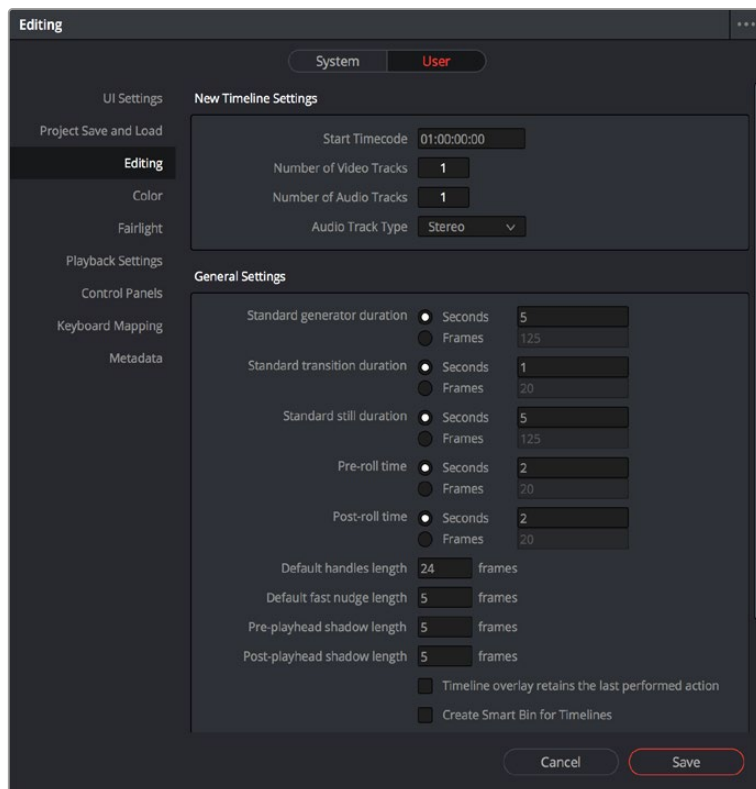 Editing
System User
UI Settings
Project Save and Load
Editing
Color
Fairlight
Playback Settings
Control Panels
Keyboard Mapping
Metadata
New Timeline Settings
Start Timecode 01:00:00:00
Number of Video Tracks 1
Number of Audio Tracks 1
Audio Track Type Stereo
General Settings
Standard generator duration Seconds 5
Frames 125
Standard transition duration Seconds 1
Frames 20
Standard still duration Seconds 5
Frames 125
Pre-roll time Seconds 2
Frames 20
Post-roll time Seconds 2
Frames 20
Default handles length 24 frames
Default fast nudge length 5 frames
Pre-playhead shadow length 5 frames
Post-playhead shadow length 5 frames
Timeline overlay retains the last performed action
Create Smart Bin for Timelines
Cancel Save